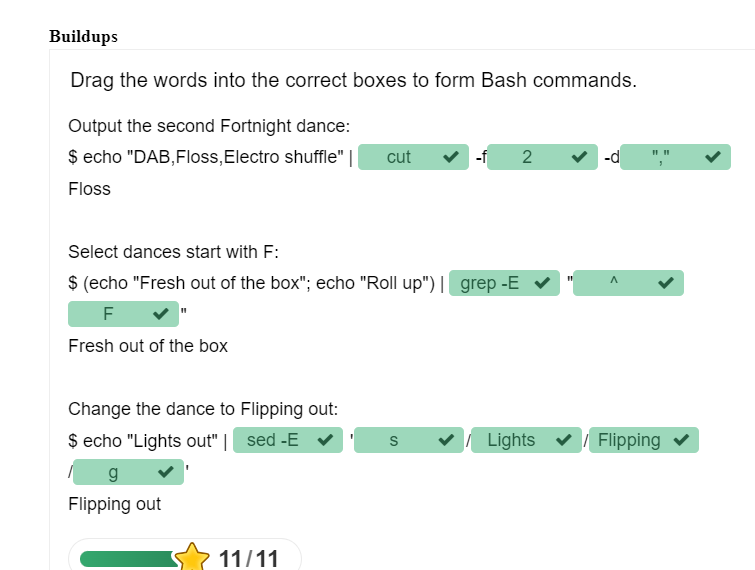 Buildups
Drag the words into the correct boxes to form Bash commands.
Output the second Fortnight dance:
$ echo "DAB,Floss,Electro shuffle" | cut -f 2 -d ","
Floss
Select dances start with F:
$ (echo "Fresh out of the box"; echo "Roll up") | grep -E " ^
F "
Fresh out of the box
Change the dance to Flipping out:
$ echo "Lights out" | sed -E ' s / Lights / Flipping
/ g '
Flipping out
11/11